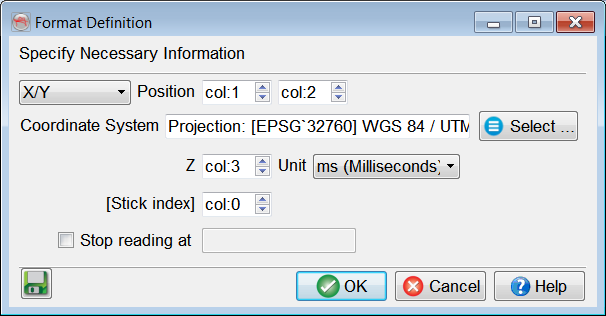 Format Definition
Specify Necessary Information
X/Y Position col:1 col:2
Coordinate System Projection: [EPSG`32760] WGS 84 / UTM Select ...
Z col:3 Unit ms (Milliseconds)
[Stick index] col:0
Stop reading at
OK Cancel Help